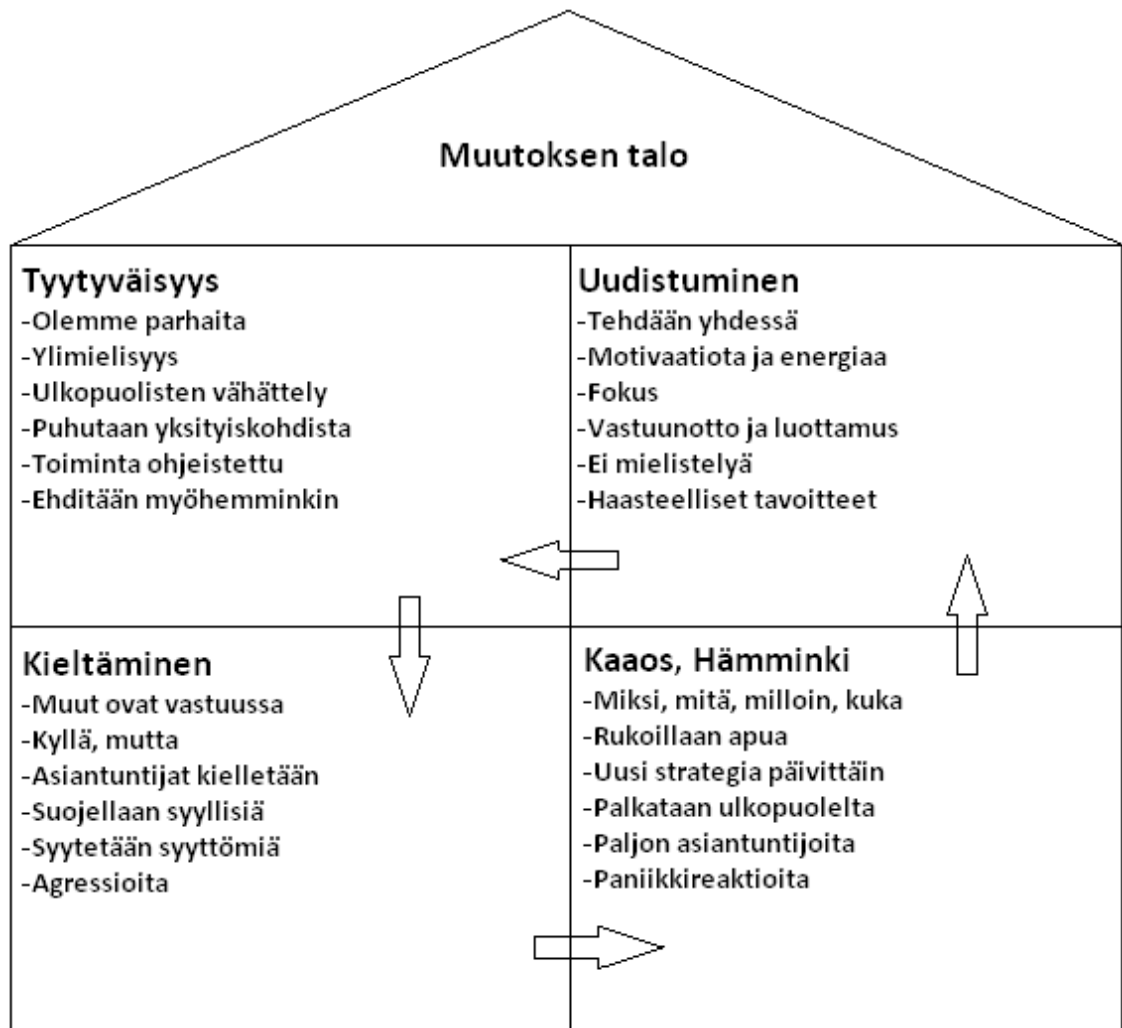 Muutoksen talo
Tyytyväisyys
-Olemme parhaita
-Ylimielisyys
-Ulkopuolisten vähättely
-Puhutaan yksityiskohdista
-Toiminta ohjeistettu
-Ehditään myöhemminkin
Uudistuminen
-Tehdään yhdessä
-Motivaatiota ja energiaa
-Fokus
-Vastuunotto ja luottamus
-Ei mielistelyä
-Haasteelliset tavoitteet
Kieltäminen
-Muut ovat vastuussa
-Kyllä, mutta
-Asiantuntijat kielletään
-Suojellaan syyllisiä
-Syytetään syyttömiä
-Agressioita
Kaaos, Hämminki
-Miksi, mitä, milloin, kuka
-Rukoillaan apua
-Uusi strategia päivittäin
-Palkataan ulkopuolelta
-Paljon asiantuntijoita
-Paniikkireaktioita